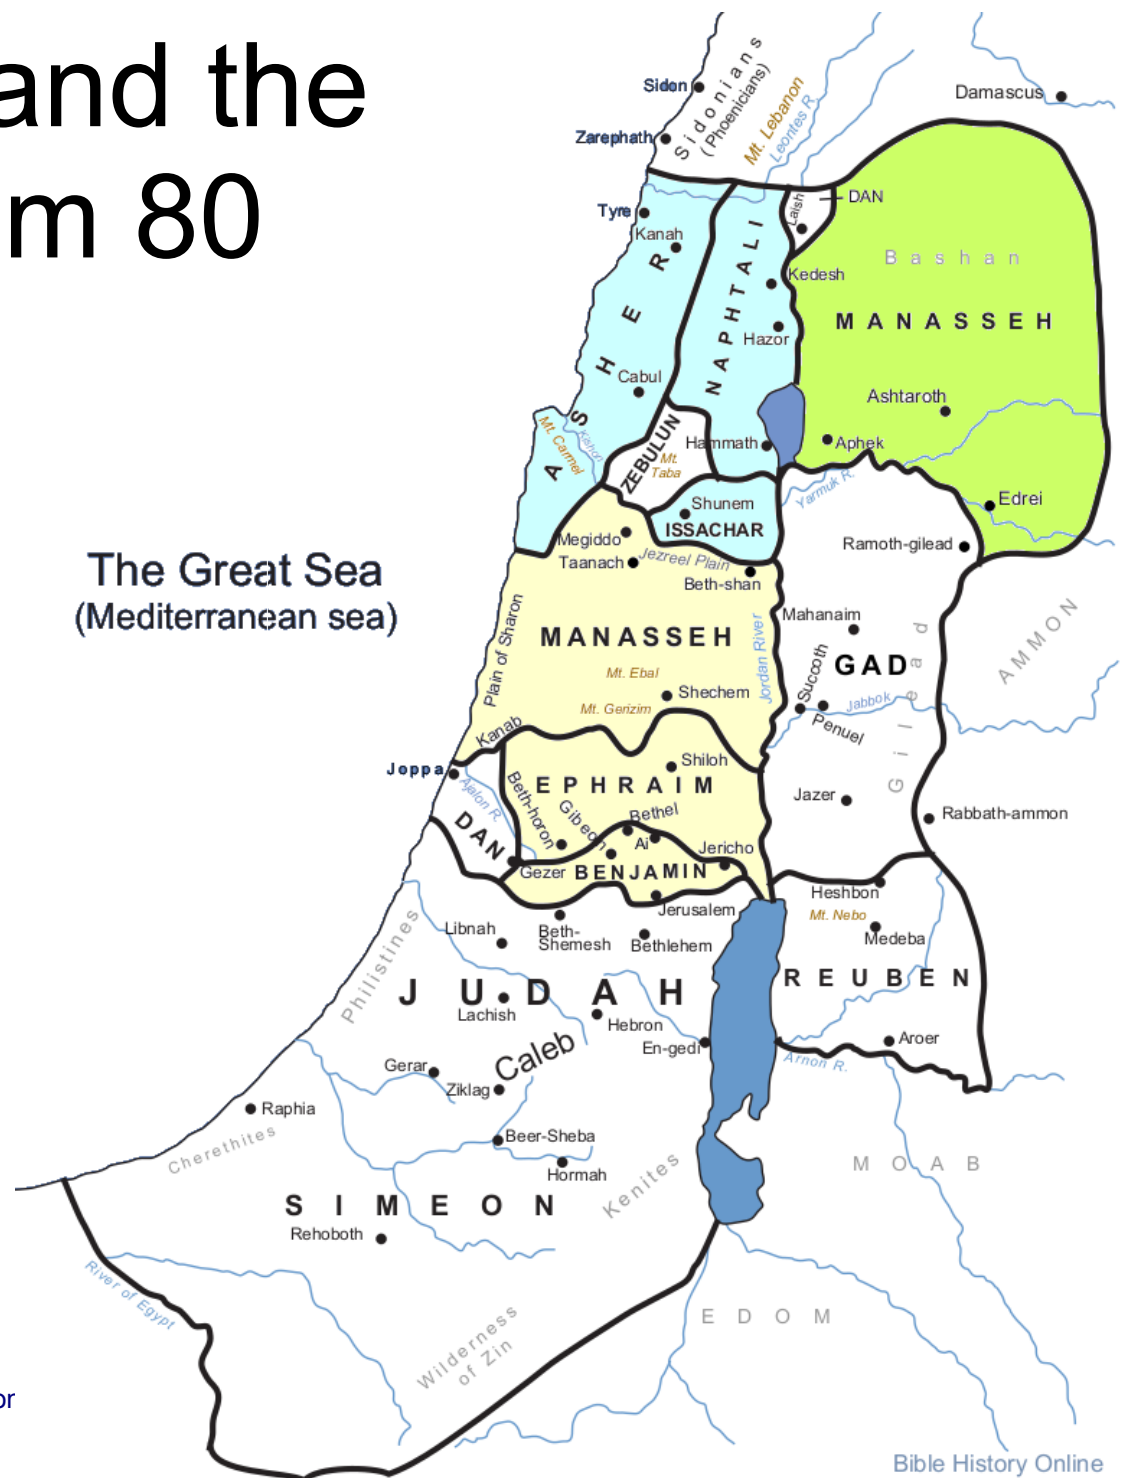 and the
m 80
Sidon
Sidonians
(Phoenicians)
Mt. Lebanon
Leontes R.
Damascus
Zarephath
Tyre
Kanah
Laish
DAN
Bashan
Kedesh
MANASSEH
ASHER
NAPHTALI
Hazor
Cabul
Ashtaroth
Mt. Carmel
Kishon
ZEBULUN
Mt.
Taba
Hammath
Aphek
Yarmuk R.
Edrei
Shunem
ISSACHAR
Megiddo
Taanach
Jezreel Plain
Beth-shan
Ramoth-gilead
The Great Sea
(Mediterranean sea)
Plain of Sharon
MANASSEH
Jordan River
Mahanaim
GAD
Gilead
AMMON
Mt. Ebal
Shechem
Mt. Gerizim
Succoth
Penuel
Jabbok
Kanab
Joppa
Ajalon R.
Shiloh
EPHRAIM
Beth-horon
Gibeon
Bethel
Ai
Jazer
Rabbath-ammon
DAN
Gezer
BENJAMIN
Jericho
Heshbon
Mt. Nebo
Medeba
Jerusalem
Libnah
Beth-
Shemesh
Bethlehem
Philistines
JUDAH
REUBEN
Lachish
Hebron
En-gedi
Arnon R.
Aroer
Caleb
Gerar
Ziklag
Raphia
Cherethites
Beer-Sheba
Hormah
Kenites
MOAB
SIMEON
Rehoboth
River of Egypt
Wilderness
of Zin
EDOM
or
Bible History Online